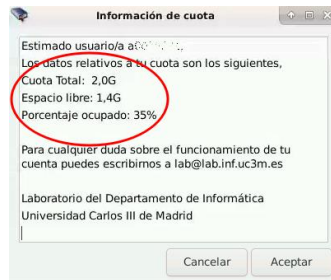 Información de cuota
Estimado usuario/a
Los datos relativos a tu cuota son los siguientes,
Cuota Total: 2,0G
Espacio libre: 1,4G
Porcentaje ocupado: 35%
Para cualquier duda sobre el funcionamiento de tu
cuenta puedes escribirnos a lab@lab.inf.uc3m.es
Laboratorio del Departamento de Informática
Universidad Carlos III de Madrid
Cancelar
Aceptar